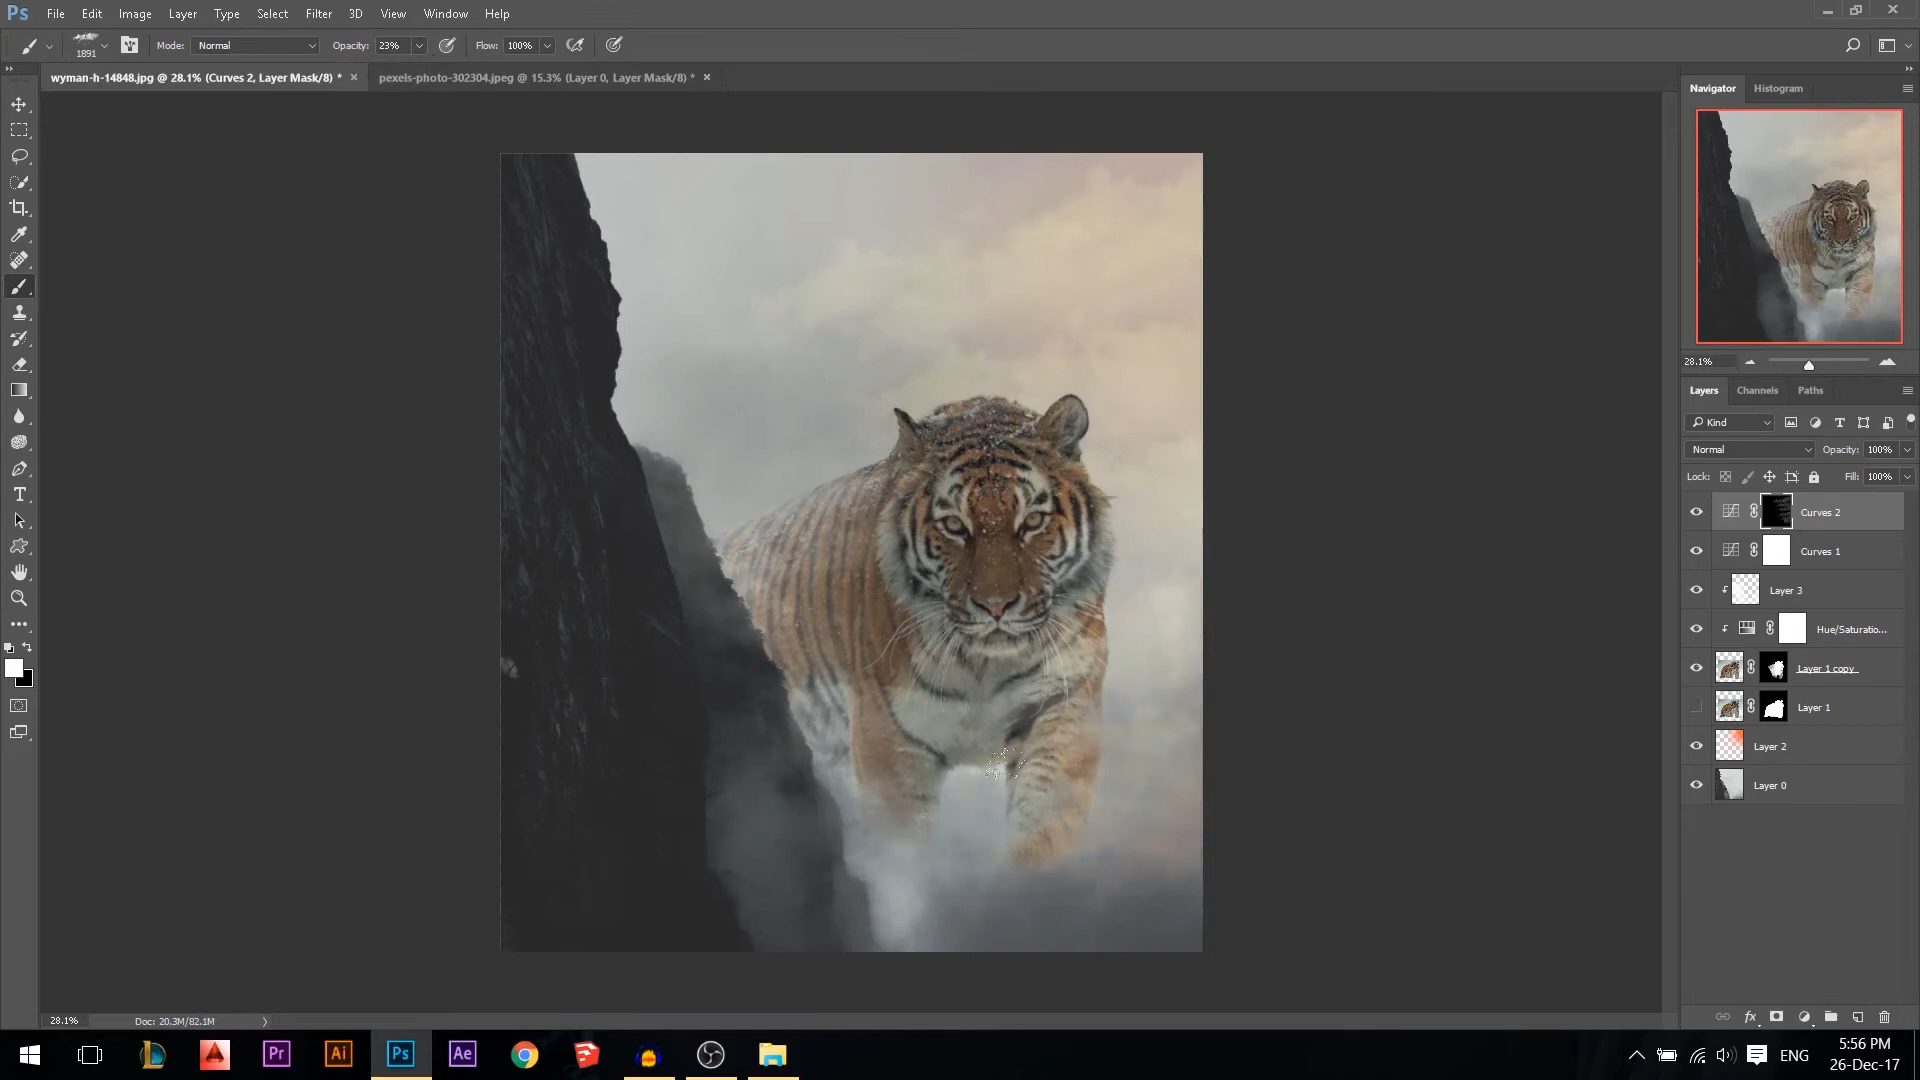 Ps File Edit Image Layer Type Select Filter 3D View Window Help
1891 Mode: Normal Opacity: 23% Flow: 100%
wyman-h-14848.jpg @ 28.1% (Curves 2, Layer Mask/8) * × pexels-photo-302304.jpeg @ 15.3% (Layer 0, Layer Mask/8) * ×
Navigator Histogram
28.1%
Layers Channels Paths
Kind
Normal Opacity: 100%
Lock: Fill: 100%
Curves 2
Curves 1
Layer 3
Hue/Saturatio...
Layer 1 copy
Layer 1
Layer 2
Layer 0
28.1% Doc: 20.3M/82.1M
Pr Ai Ps Ae ENG 5:56 PM
26-Dec-17